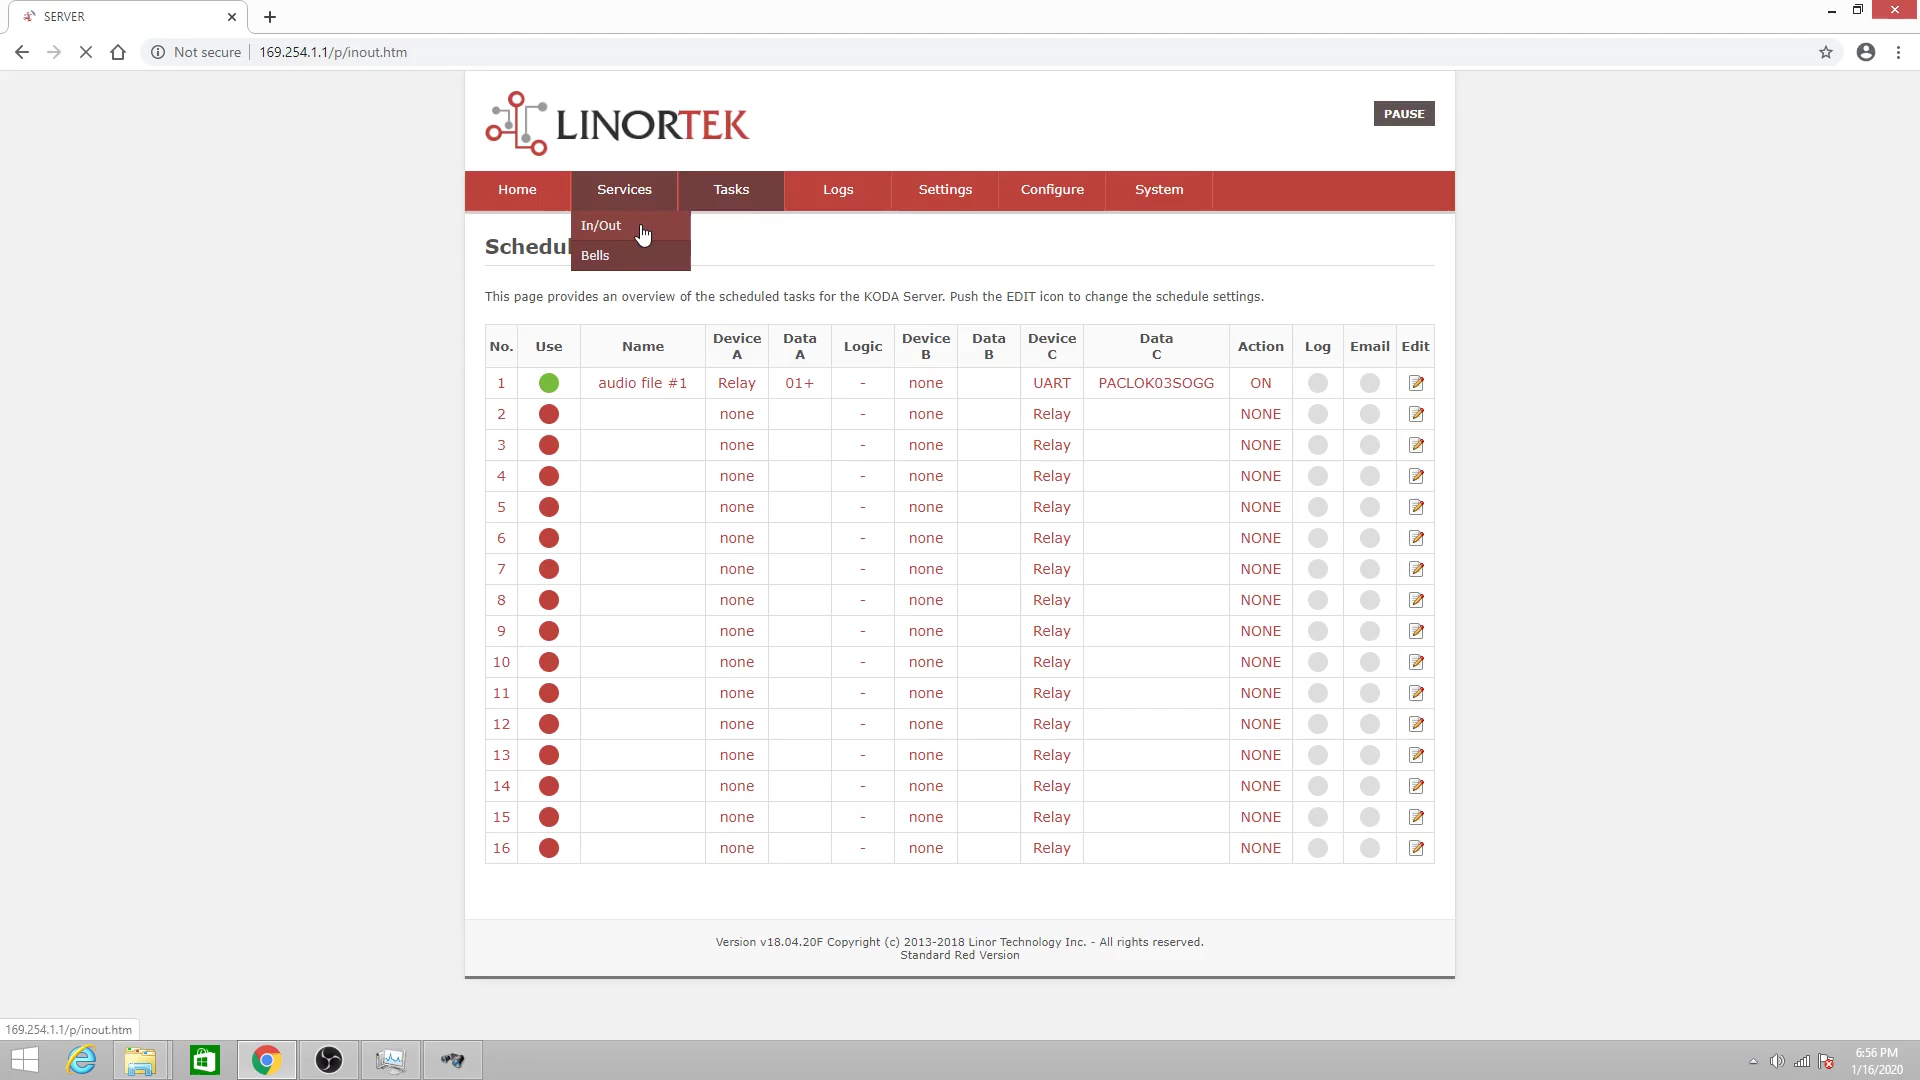 SERVER
Not secure 169.254.1.1/p/inout.htm
LINORTEK
PAUSE
Home Services Tasks Logs Settings Configure System
In/Out
Bells
Schedul
This page provides an overview of the scheduled tasks for the KODA Server. Push the EDIT icon to change the schedule settings.
No. Use Name Device A Data A Logic Device B Data B Device C Data C Action Log Email Edit
1 audio file #1 Relay 01+ - none UART PACLOK03SOGG ON
2 none - none Relay NONE
3 none - none Relay NONE
4 none - none Relay NONE
5 none - none Relay NONE
6 none - none Relay NONE
7 none - none Relay NONE
8 none - none Relay NONE
9 none - none Relay NONE
10 none - none Relay NONE
11 none - none Relay NONE
12 none - none Relay NONE
13 none - none Relay NONE
14 none - none Relay NONE
15 none - none Relay NONE
16 none - none Relay NONE
Version v18.04.20F Copyright (c) 2013-2018 Linor Technology Inc. - All rights reserved.
Standard Red Version
169.254.1.1/p/inout.htm
6:56 PM
1/16/2020